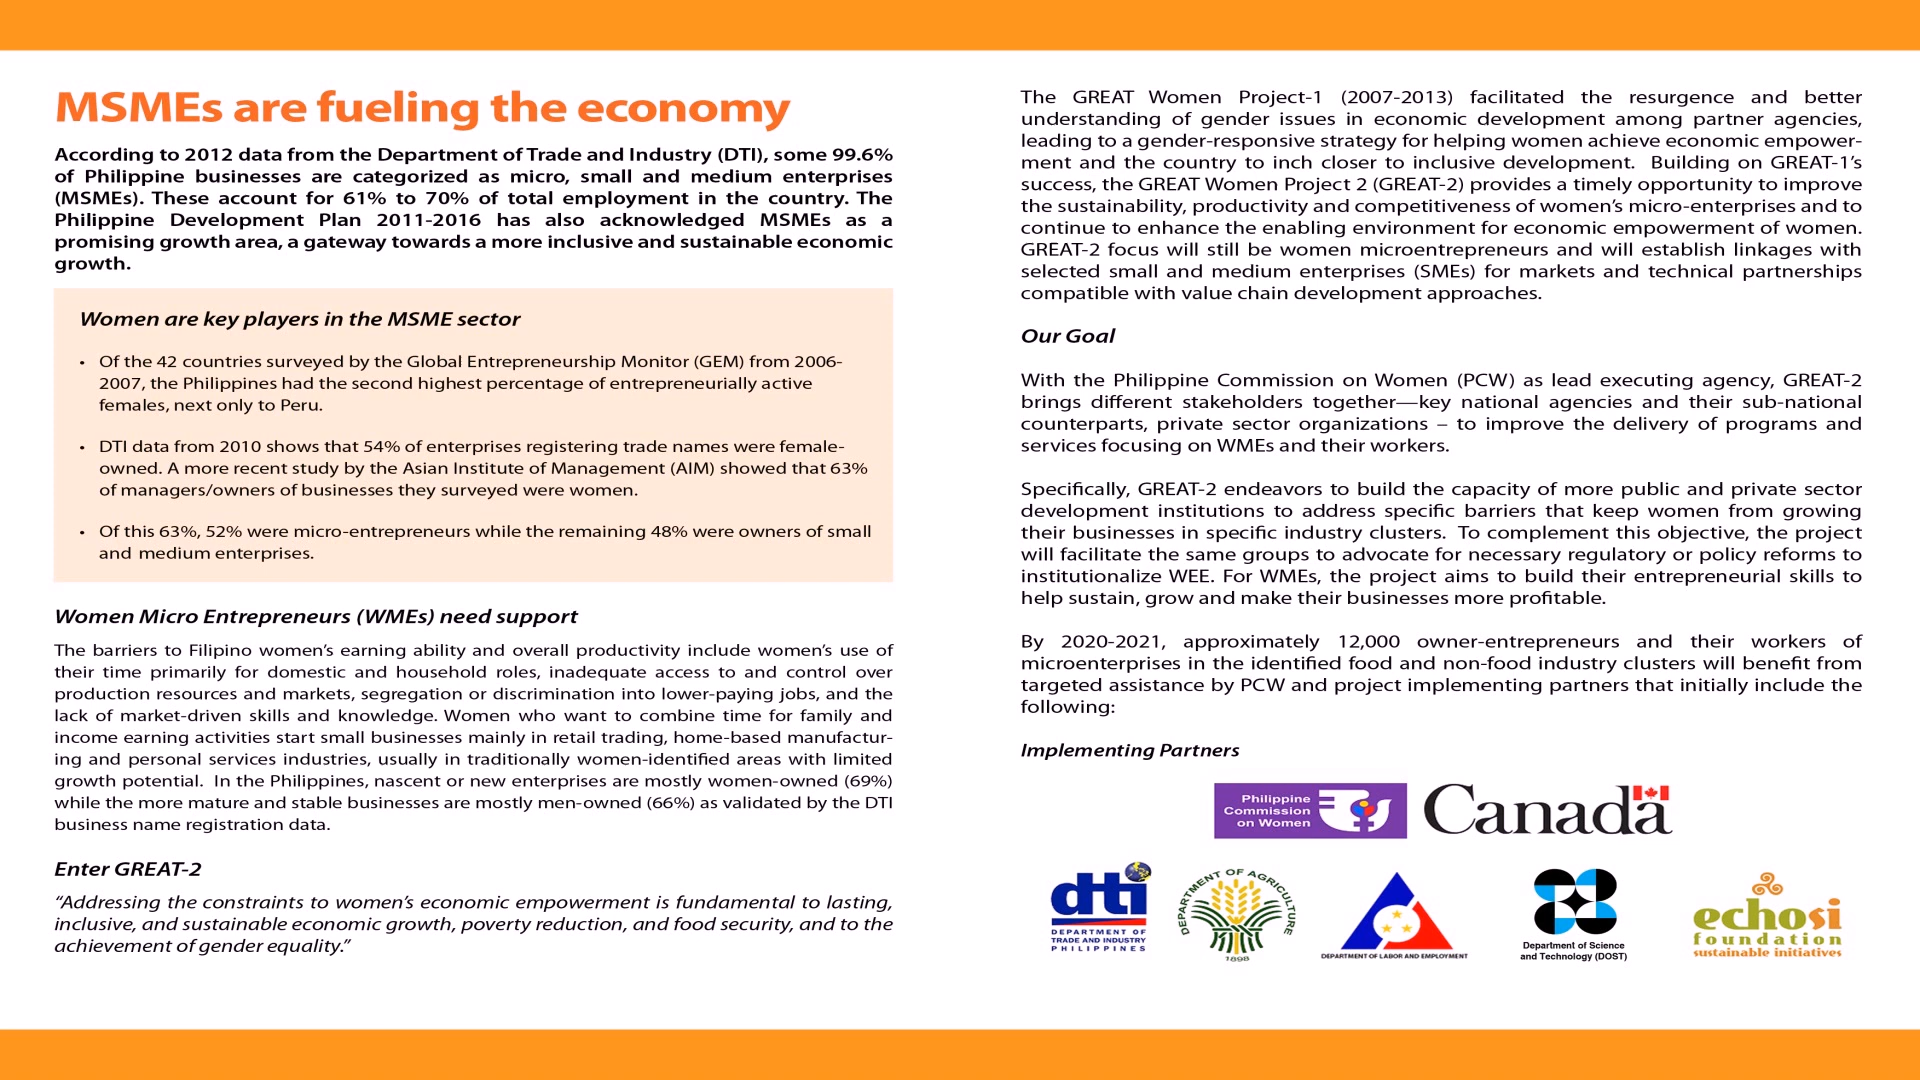 MSMEs are fueling the economy
According to 2012 data from the Department of Trade and Industry (DTI), some 99.6%
of Philippine businesses are categorized as micro, small and medium enterprises
(MSMEs). These account for 61% to 70% of total employment in the country. The
Philippine Development Plan 2011-2016 has also acknowledged MSMEs as a
promising growth area, a gateway towards a more inclusive and sustainable economic
growth.
Women are key players in the MSME sector
• Of the 42 countries surveyed by the Global Entrepreneurship Monitor (GEM) from 2006-
2007, the Philippines had the second highest percentage of entrepreneurially active
females, next only to Peru.
• DTI data from 2010 shows that 54% of enterprises registering trade names were female-
owned. A more recent study by the Asian Institute of Management (AIM) showed that 63%
of managers/owners of businesses they surveyed were women.
• Of this 63%, 52% were micro-entrepreneurs while the remaining 48% were owners of small
and medium enterprises.
Women Micro Entrepreneurs (WMEs) need support
The barriers to Filipino women's earning ability and overall productivity include women's use of
their time primarily for domestic and household roles, inadequate access to and control over
production resources and markets, segregation or discrimination into lower-paying jobs, and the
lack of market-driven skills and knowledge. Women who want to combine time for family and
income earning activities start small businesses mainly in retail trading, home-based manufactur-
ing and personal services industries, usually in traditionally women-identified areas with limited
growth potential. In the Philippines, nascent or new enterprises are mostly women-owned (69%)
while the more mature and stable businesses are mostly men-owned (66%) as validated by the DTI
business name registration data.
Enter GREAT-2
“Addressing the constraints to women's economic empowerment is fundamental to lasting,
inclusive, and sustainable economic growth, poverty reduction, and food security, and to the
achievement of gender equality.”
The GREAT Women Project-1 (2007-2013) facilitated the resurgence and better
understanding of gender issues in economic development among partner agencies,
leading to a gender-responsive strategy for helping women achieve economic empower-
ment and the country to inch closer to inclusive development. Building on GREAT-1's
success, the GREAT Women Project 2 (GREAT-2) provides a timely opportunity to improve
the sustainability, productivity and competitiveness of women's micro-enterprises and to
continue to enhance the enabling environment for economic empowerment of women.
GREAT-2 focus will still be women microentrepreneurs and will establish linkages with
selected small and medium enterprises (SMEs) for markets and technical partnerships
compatible with value chain development approaches.
Our Goal
With the Philippine Commission on Women (PCW) as lead executing agency, GREAT-2
brings different stakeholders together—key national agencies and their sub-national
counterparts, private sector organizations – to improve the delivery of programs and
services focusing on WMEs and their workers.
Specifically, GREAT-2 endeavors to build the capacity of more public and private sector
development institutions to address specific barriers that keep women from growing
their businesses in specific industry clusters. To complement this objective, the project
will facilitate the same groups to advocate for necessary regulatory or policy reforms to
institutionalize WEE. For WMEs, the project aims to build their entrepreneurial skills to
help sustain, grow and make their businesses more profitable.
By 2020-2021, approximately 12,000 owner-entrepreneurs and their workers of
microenterprises in the identified food and non-food industry clusters will benefit from
targeted assistance by PCW and project implementing partners that initially include the
following:
Implementing Partners
Philippine
Commission
on Women
Canada
dti
DEPARTMENT OF
TRADE AND INDUSTRY
PHILIPPINES
DEPARTMENT OF AGRICULTURE
1898
DEPARTMENT OF LABOR AND EMPLOYMENT
Department of Science
and Technology (DOST)
echosi
foundation
sustainable initiatives